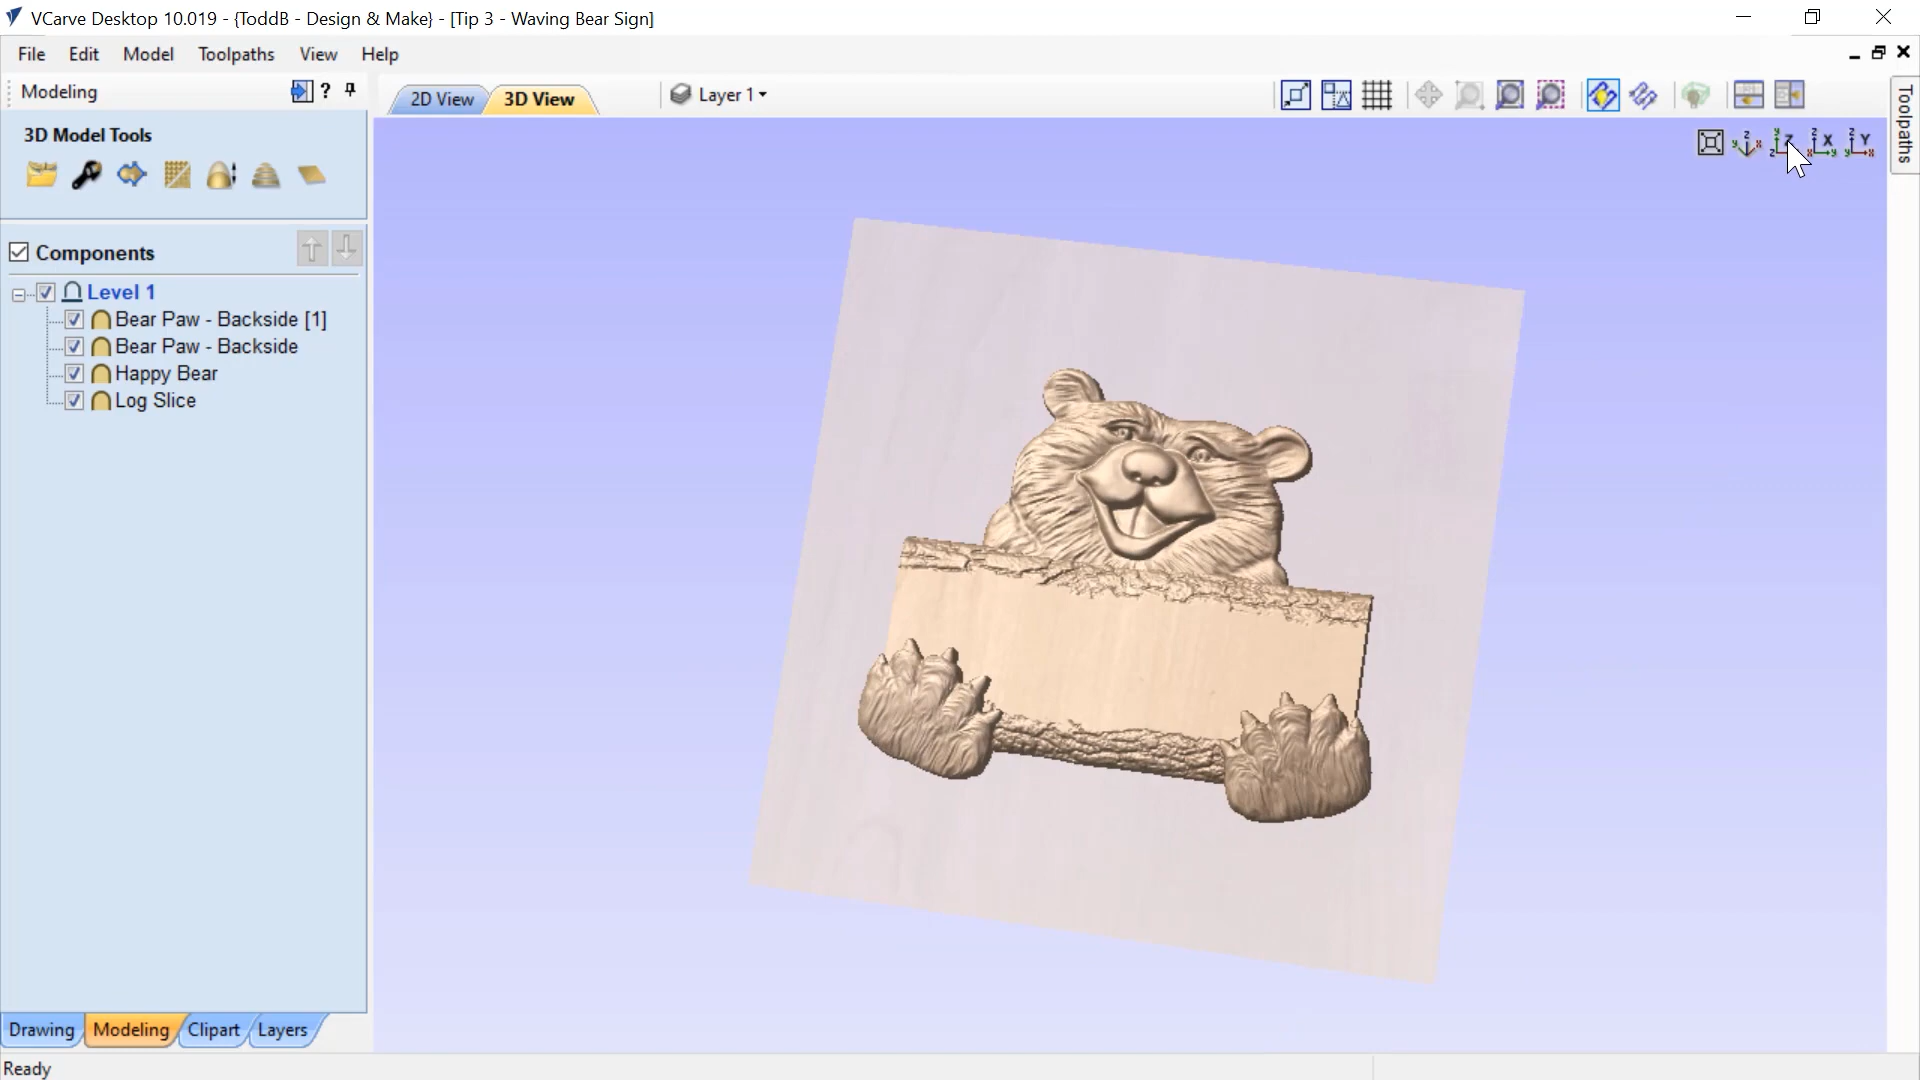 VCarve Desktop 10.019 - {ToddB - Design & Make} - [Tip 3 - Waving Bear Sign]
File Edit Model Toolpaths View Help
Modeling ?
2D View 3D View Layer 1
Toolpaths
3D Model Tools
Components
Level 1
Bear Paw - Backside [1]
Bear Paw - Backside
Happy Bear
Log Slice
Drawing Modeling Clipart Layers
Ready